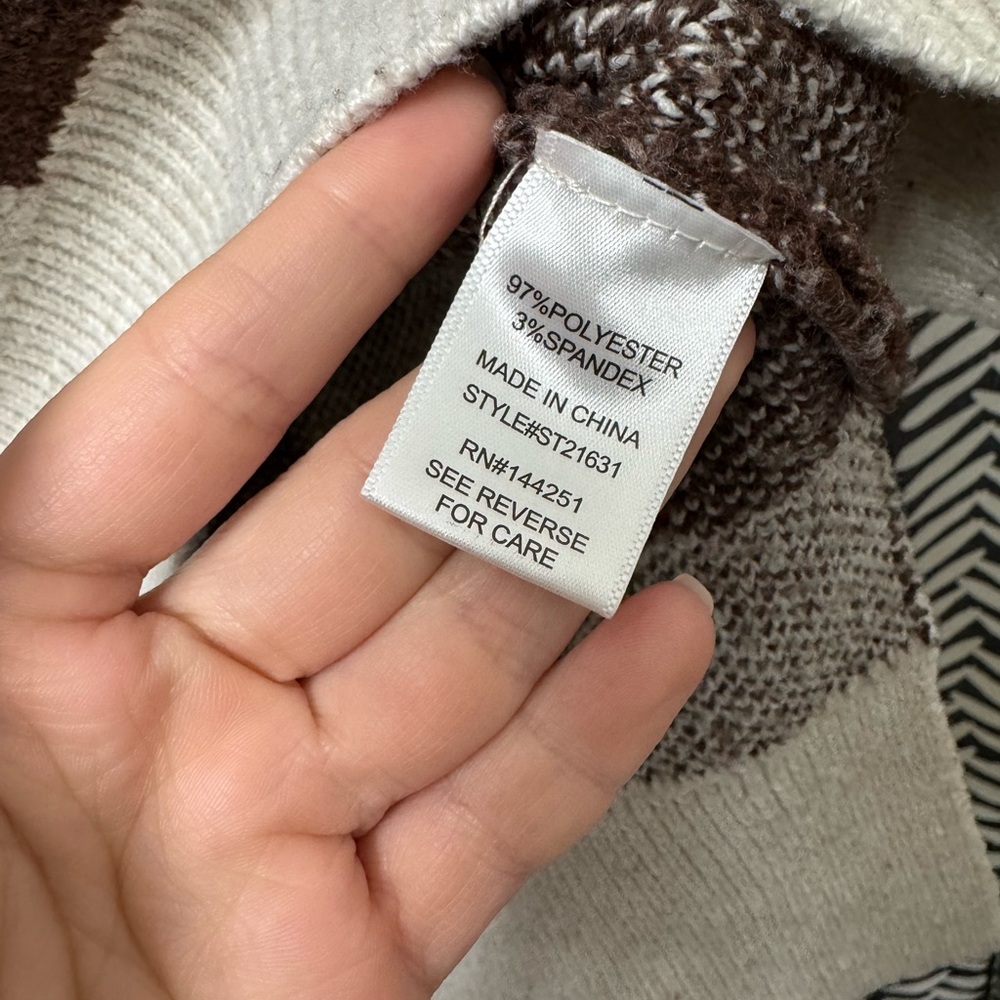 97%POLYESTER
3%SPANDEX
MADE IN CHINA
STYLE#ST21631
RN#144251
SEE REVERSE
FOR CARE